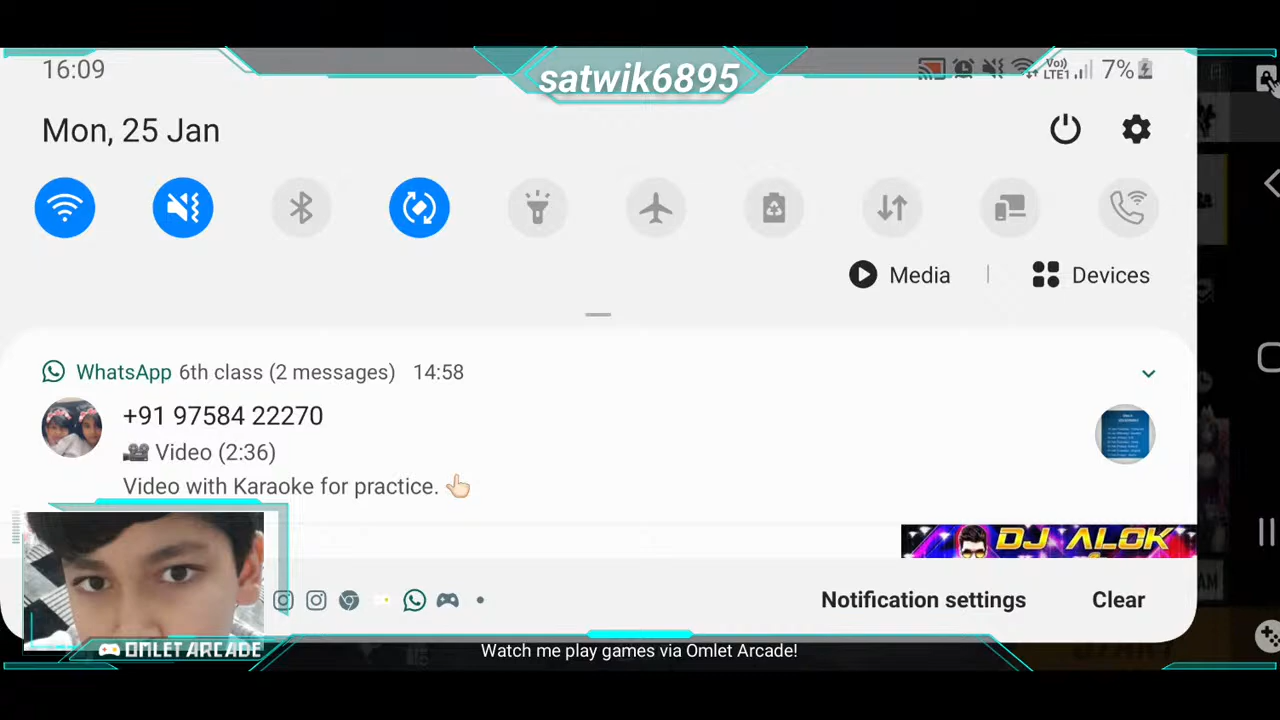 satwik6895
16:09
Vo)) LTE1
7%
Mon, 25 Jan
Media
Devices
WhatsApp 6th class (2 messages) 14:58
+91 97584 22270
Video (2:36)
Video with Karaoke for practice. 👆🏻
DJ ALOK
Notification settings
Clear
OMLET ARCADE
Watch me play games via Omlet Arcade!